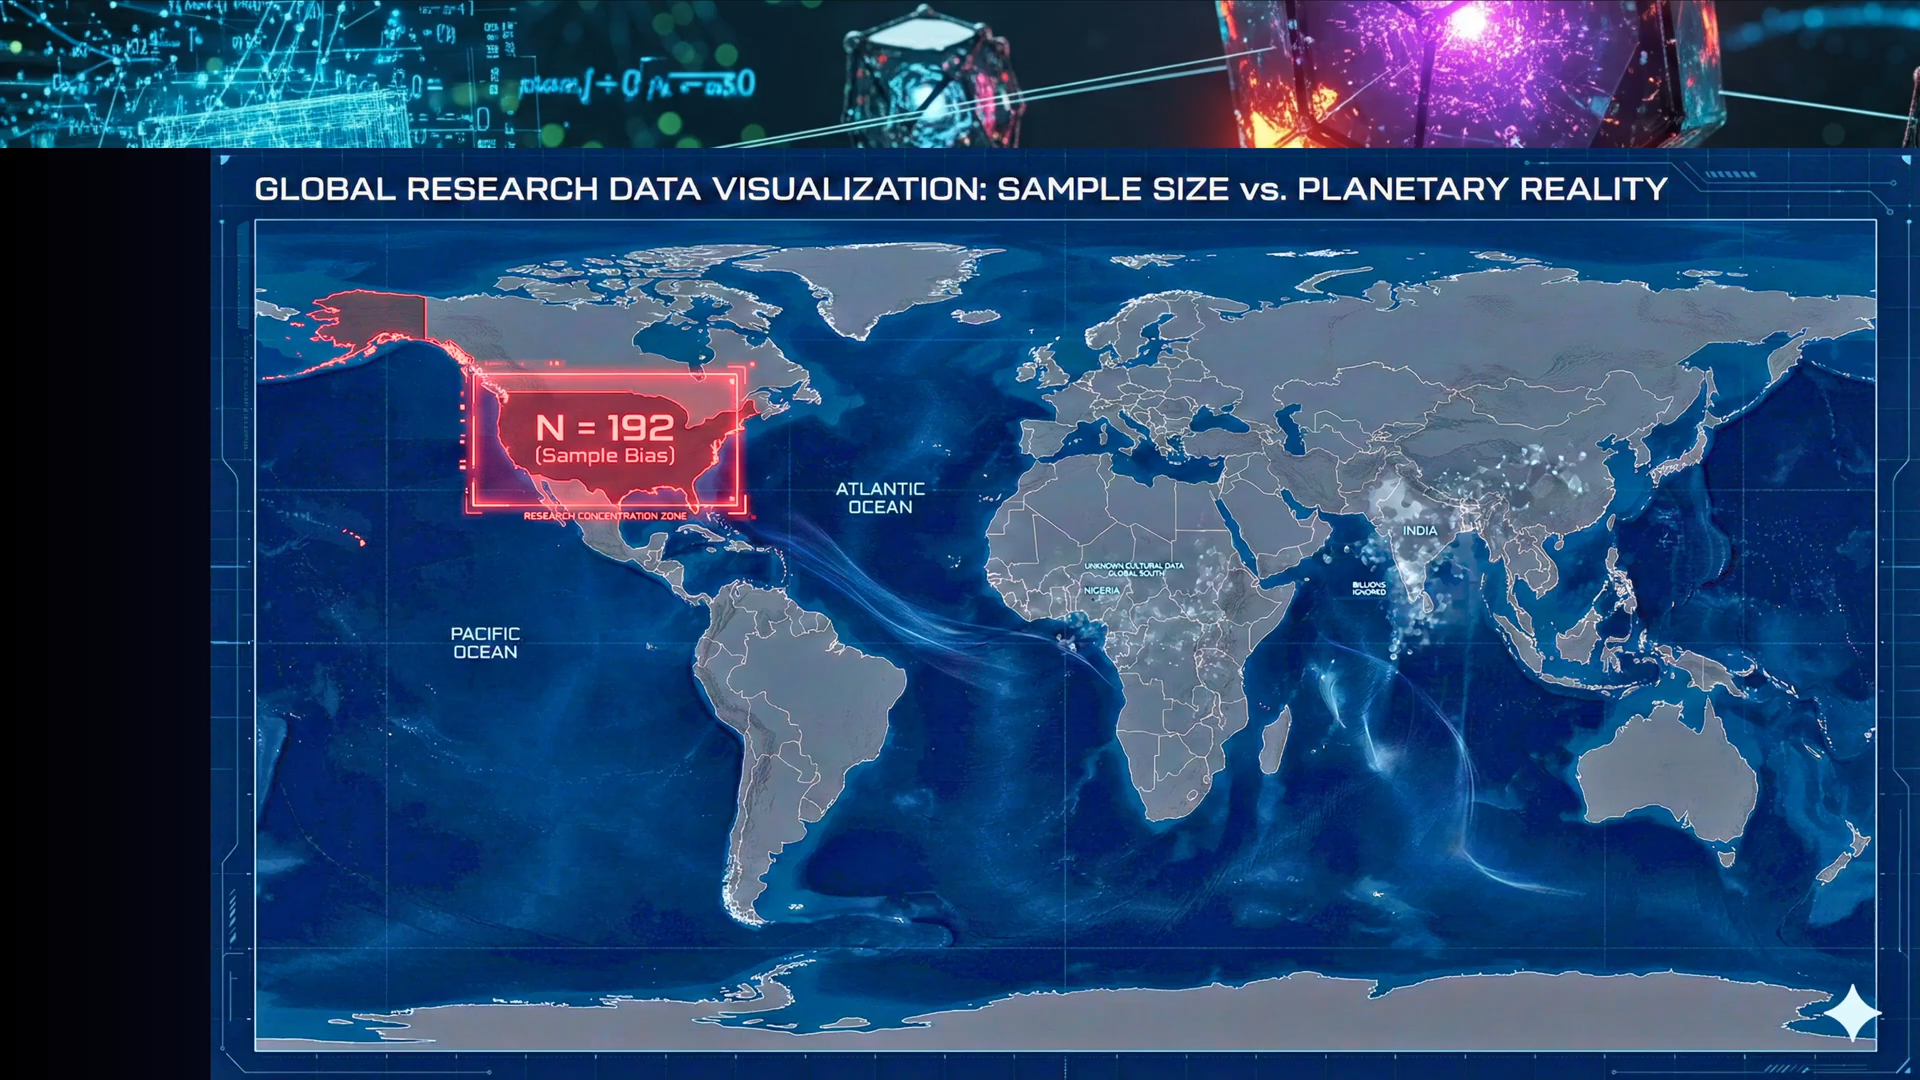 GLOBAL RESEARCH DATA VISUALIZATION: SAMPLE SIZE vs. PLANETARY REALITY
N = 192
(Sample Bias)
RESEARCH CONCENTRATION ZONE
ATLANTIC
OCEAN
INDIA
UNKNOWN CULTURAL DATA
GLOBAL SOUTH
NIGERIA
BILLIONS
IGNORED
PACIFIC
OCEAN